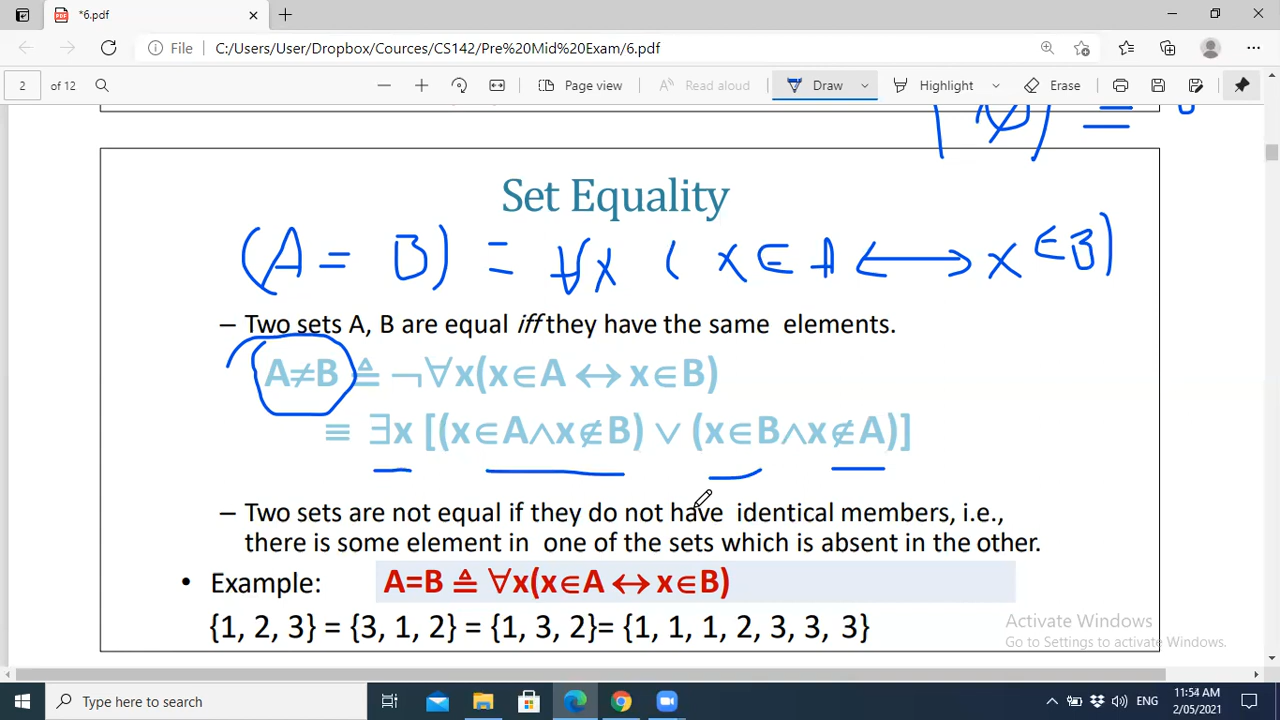 *6.pdf
File C:/Users/User/Dropbox/Cources/CS142/Pre%20Mid%20Exam/6.pdf
2 of 12 Page view Read aloud Draw Highlight Erase
|∅| =
Set Equality
(A = B) = ∀x ( x ∈ A ⟷ x ∈ B)
– Two sets A, B are equal iff they have the same elements.
A≠B ≜ ¬∀x(x∈A ↔ x∈B)
≡ ∃x [(x∈A∧x∉B) ∨ (x∈B∧x∉A)]
– Two sets are not equal if they do not have identical members, i.e.,
there is some element in one of the sets which is absent in the other.
• Example: A=B ≜ ∀x(x∈A ↔ x∈B)
{1, 2, 3} = {3, 1, 2} = {1, 3, 2}= {1, 1, 1, 2, 3, 3, 3}
Activate Windows
Go to Settings to activate Windows.
Type here to search
ENG
11:54 AM
2/05/2021